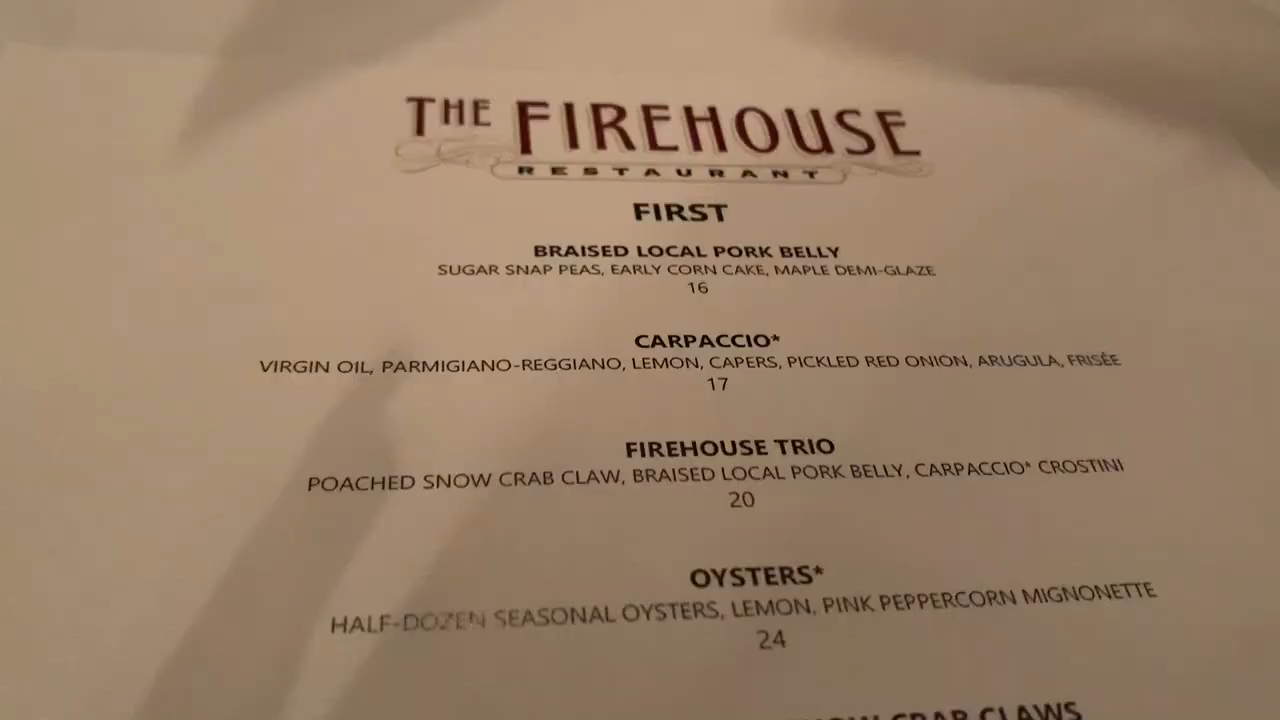 THE FIREHOUSE
RESTAURANT
FIRST
BRAISED LOCAL PORK BELLY
SUGAR SNAP PEAS, EARLY CORN CAKE, MAPLE DEMI-GLAZE
16
CARPACCIO*
VIRGIN OIL, PARMIGIANO-REGGIANO, LEMON, CAPERS, PICKLED RED ONION, ARUGULA, FRISÉE
17
FIREHOUSE TRIO
POACHED SNOW CRAB CLAW, BRAISED LOCAL PORK BELLY, CARPACCIO* CROSTINI
20
OYSTERS*
HALF-DOZEN SEASONAL OYSTERS, LEMON, PINK PEPPERCORN MIGNONETTE
24
CRAB CLAWS